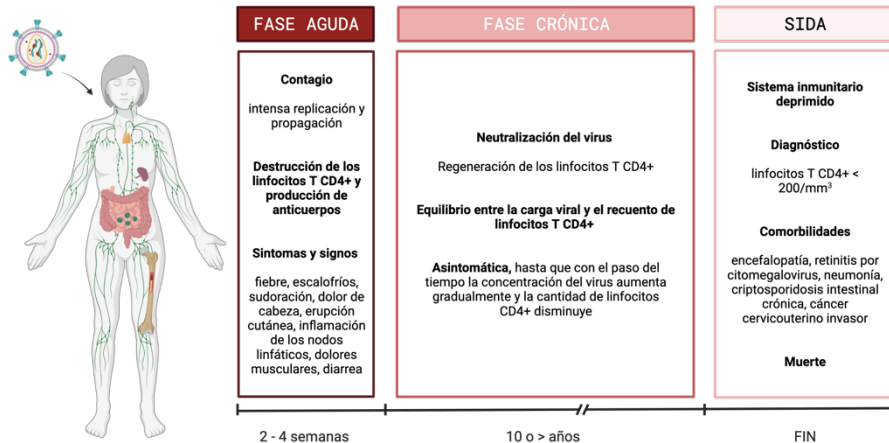 FASE AGUDA
Contagio
intensa replicación y
propagación
Destrucción de los
linfocitos T CD4+ y
producción de
anticuerpos
Sintomas y signos
fiebre, escalofríos,
sudoración, dolor de
cabeza, erupción
cutánea, inflamación
de los nodos
linfáticos, dolores
musculares, diarrea
2 - 4 semanas
FASE CRÓNICA
Neutralización del virus
Regeneración de los linfocitos T CD4+
Equilibrio entre la carga viral y el recuento de
linfocitos T CD4+
Asintomática, hasta que con el paso del
tiempo la concentración del virus aumenta
gradualmente y la cantidad de linfocitos
CD4+ disminuye
10 o > años
SIDA
Sistema inmunitario
deprimido
Diagnóstico
linfocitos T CD4+ <
200/mm³
Comorbilidades
encefalopatía, retinitis por
citomegalovirus, neumonía,
criptosporidosis intestinal
crónica, cáncer
cervicouterino invasor
Muerte
FIN